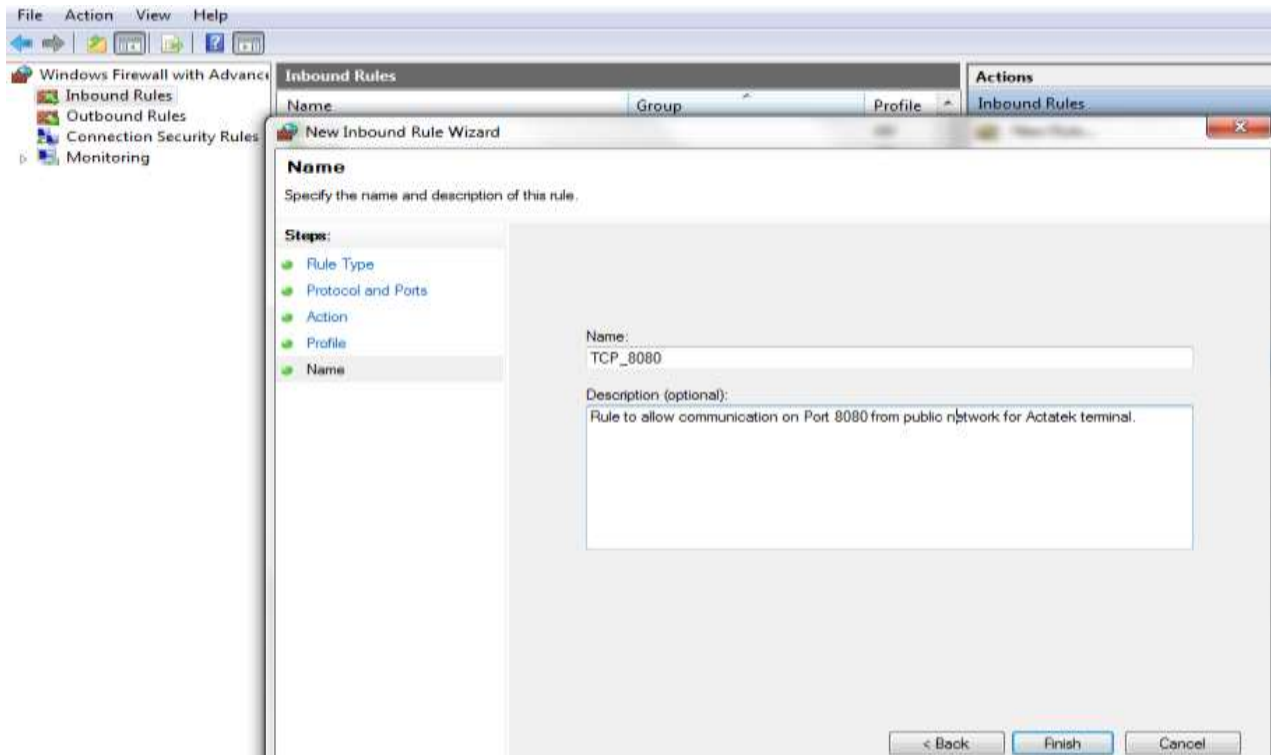 File Action View Help
Windows Firewall with Advance
Inbound Rules
Outbound Rules
Connection Security Rules
Monitoring
Inbound Rules
Name Group Profile
Actions
Inbound Rules
New Rule...
New Inbound Rule Wizard
Name
Specify the name and description of this rule.
Steps:
Rule Type
Protocol and Ports
Action
Profile
Name
Name:
TCP_8080
Description (optional):
Rule to allow communication on Port 8080 from public network for Actatek terminal.
< Back Finish Cancel